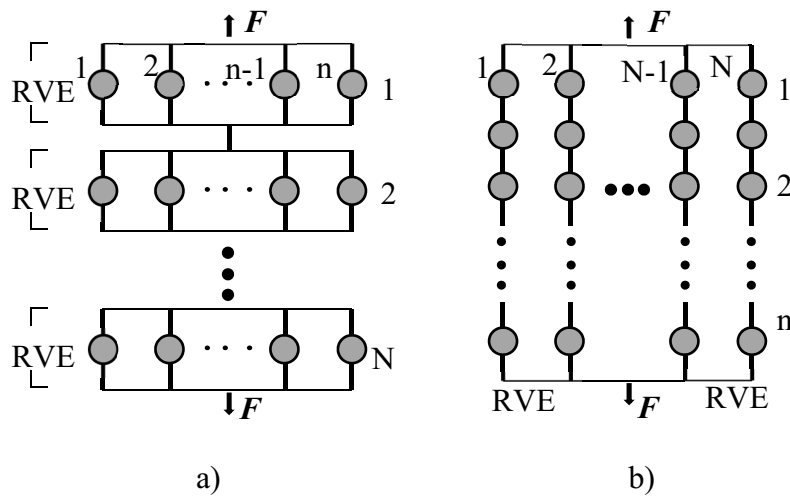 F
1 2 · · · n-1 n
RVE 1
RVE 2
· · ·
RVE N
· · ·
F
a)
F
1 2 N-1 N
1
2
n
RVE F RVE
b)